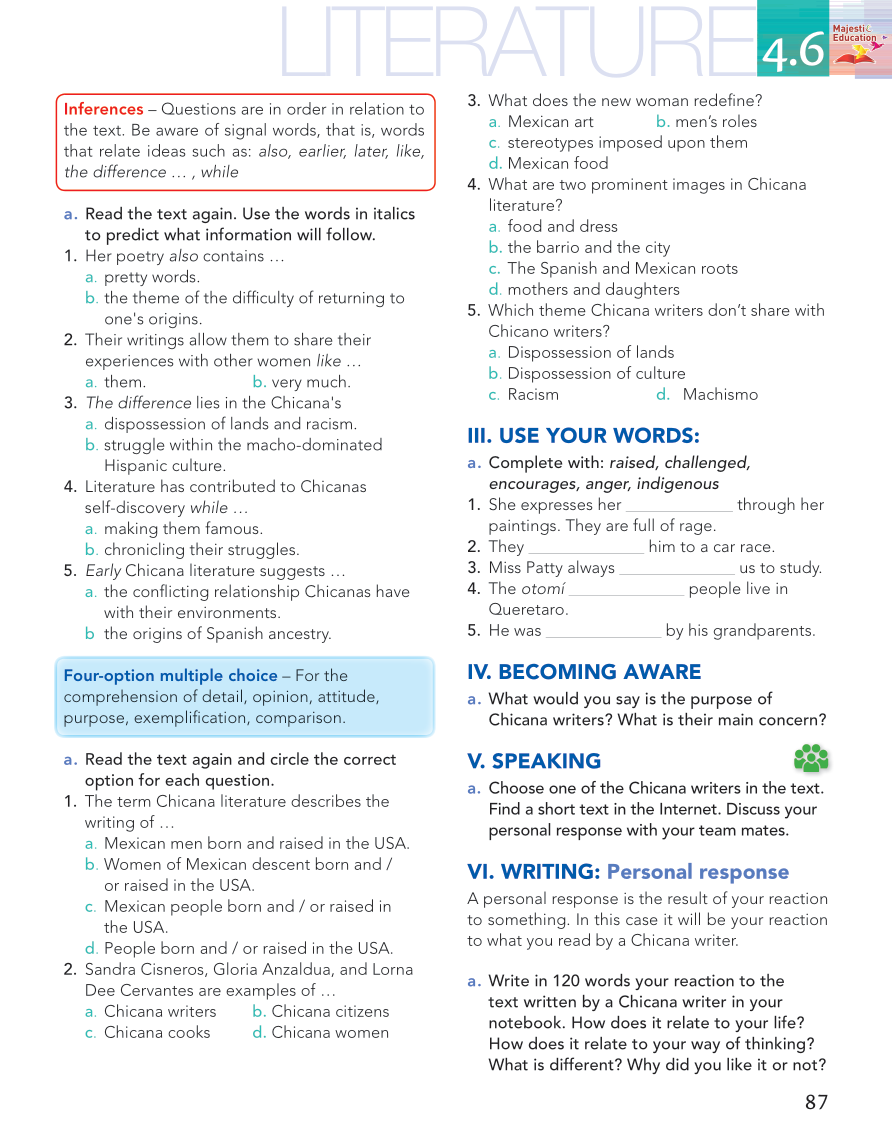 LITERATURE
4.6
Majestic
Education
Inferences – Questions are in order in relation to
the text. Be aware of signal words, that is, words
that relate ideas such as: also, earlier, later, like,
the difference … , while
a. Read the text again. Use the words in italics
to predict what information will follow.
1. Her poetry also contains …
a. pretty words.
b. the theme of the difficulty of returning to
one's origins.
2. Their writings allow them to share their
experiences with other women like …
a. them. b. very much.
3. The difference lies in the Chicana's
a. dispossession of lands and racism.
b. struggle within the macho-dominated
Hispanic culture.
4. Literature has contributed to Chicanas
self-discovery while …
a. making them famous.
b. chronicling their struggles.
5. Early Chicana literature suggests …
a. the conflicting relationship Chicanas have
with their environments.
b the origins of Spanish ancestry.
Four-option multiple choice – For the
comprehension of detail, opinion, attitude,
purpose, exemplification, comparison.
a. Read the text again and circle the correct
option for each question.
1. The term Chicana literature describes the
writing of …
a. Mexican men born and raised in the USA.
b. Women of Mexican descent born and /
or raised in the USA.
c. Mexican people born and / or raised in
the USA.
d. People born and / or raised in the USA.
2. Sandra Cisneros, Gloria Anzaldua, and Lorna
Dee Cervantes are examples of …
a. Chicana writers b. Chicana citizens
c. Chicana cooks d. Chicana women
3. What does the new woman redefine?
a. Mexican art b. men’s roles
c. stereotypes imposed upon them
d. Mexican food
4. What are two prominent images in Chicana
literature?
a. food and dress
b. the barrio and the city
c. The Spanish and Mexican roots
d. mothers and daughters
5. Which theme Chicana writers don’t share with
Chicano writers?
a. Dispossession of lands
b. Dispossession of culture
c. Racism d. Machismo
III. USE YOUR WORDS:
a. Complete with: raised, challenged,
encourages, anger, indigenous
1. She expresses her ____________ through her
paintings. They are full of rage.
2. They _____________ him to a car race.
3. Miss Patty always _____________ us to study.
4. The otomí _____________ people live in
Queretaro.
5. He was _____________ by his grandparents.
IV. BECOMING AWARE
a. What would you say is the purpose of
Chicana writers? What is their main concern?
V. SPEAKING
a. Choose one of the Chicana writers in the text.
Find a short text in the Internet. Discuss your
personal response with your team mates.
VI. WRITING: Personal response
A personal response is the result of your reaction
to something. In this case it will be your reaction
to what you read by a Chicana writer.
a. Write in 120 words your reaction to the
text written by a Chicana writer in your
notebook. How does it relate to your life?
How does it relate to your way of thinking?
What is different? Why did you like it or not?
87